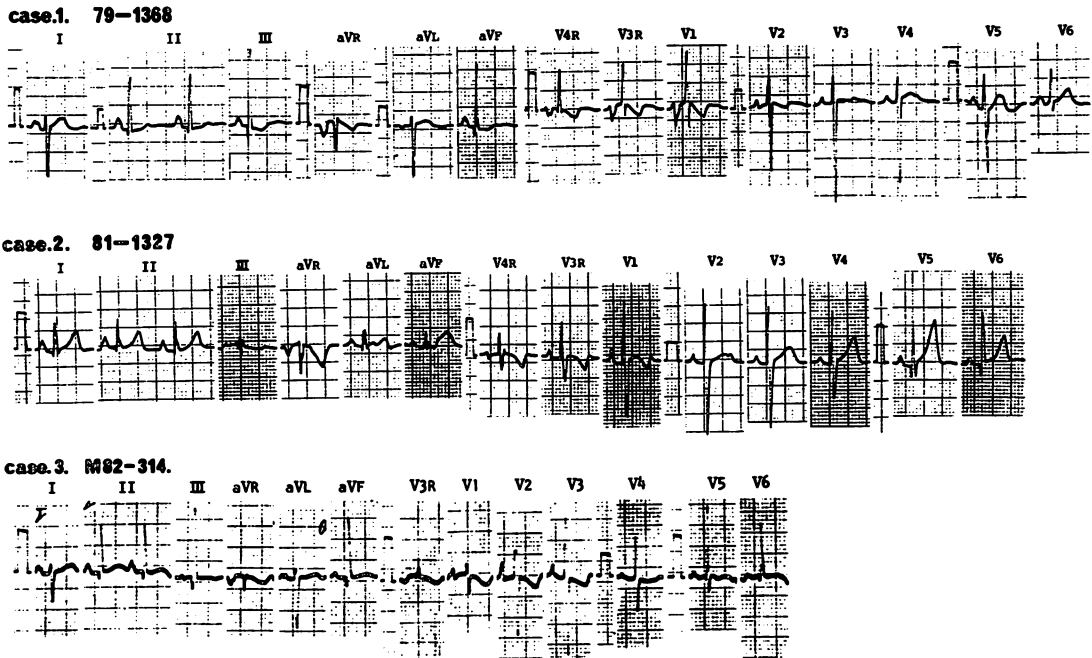 case.1. 79-1368
I II III aVR aVL aVF V4R V3R V1 V2 V3 V4 V5 V6
case.2. 81-1327
I II III aVR aVL aVF V4R V3R V1 V2 V3 V4 V5 V6
case.3. M82-314.
I II III aVR aVL aVF V3R V1 V2 V3 V4 V5 V6